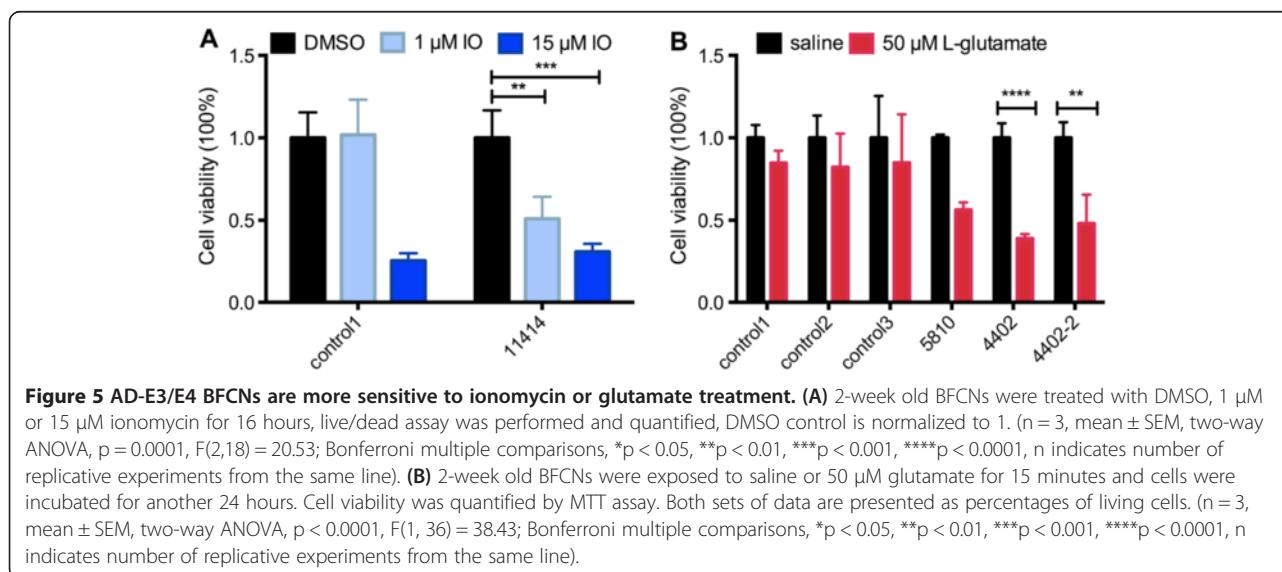 A
DMSO 1 µM IO 15 µM IO
1.5
1.0
0.5
0.0
Cell viability (100%)
***
**
control1
11414
B
saline 50 µM L-glutamate
1.5
1.0
0.5
0.0
Cell viability (100%)
****
**
control1
control2
control3
5810
4402
4402-2
Figure 5 AD-E3/E4 BFCNs are more sensitive to ionomycin or glutamate treatment. (A) 2-week old BFCNs were treated with DMSO, 1 µM
or 15 µM ionomycin for 16 hours, live/dead assay was performed and quantified, DMSO control is normalized to 1. (n = 3, mean ± SEM, two-way
ANOVA, p = 0.0001, F(2,18) = 20.53; Bonferroni multiple comparisons, *p < 0.05, **p < 0.01, ***p < 0.001, ****p < 0.0001, n indicates number of
replicative experiments from the same line). (B) 2-week old BFCNs were exposed to saline or 50 µM glutamate for 15 minutes and cells were
incubated for another 24 hours. Cell viability was quantified by MTT assay. Both sets of data are presented as percentages of living cells. (n = 3,
mean ± SEM, two-way ANOVA, p < 0.0001, F(1, 36) = 38.43; Bonferroni multiple comparisons, *p < 0.05, **p < 0.01, ***p < 0.001, ****p < 0.0001, n
indicates number of replicative experiments from the same line).